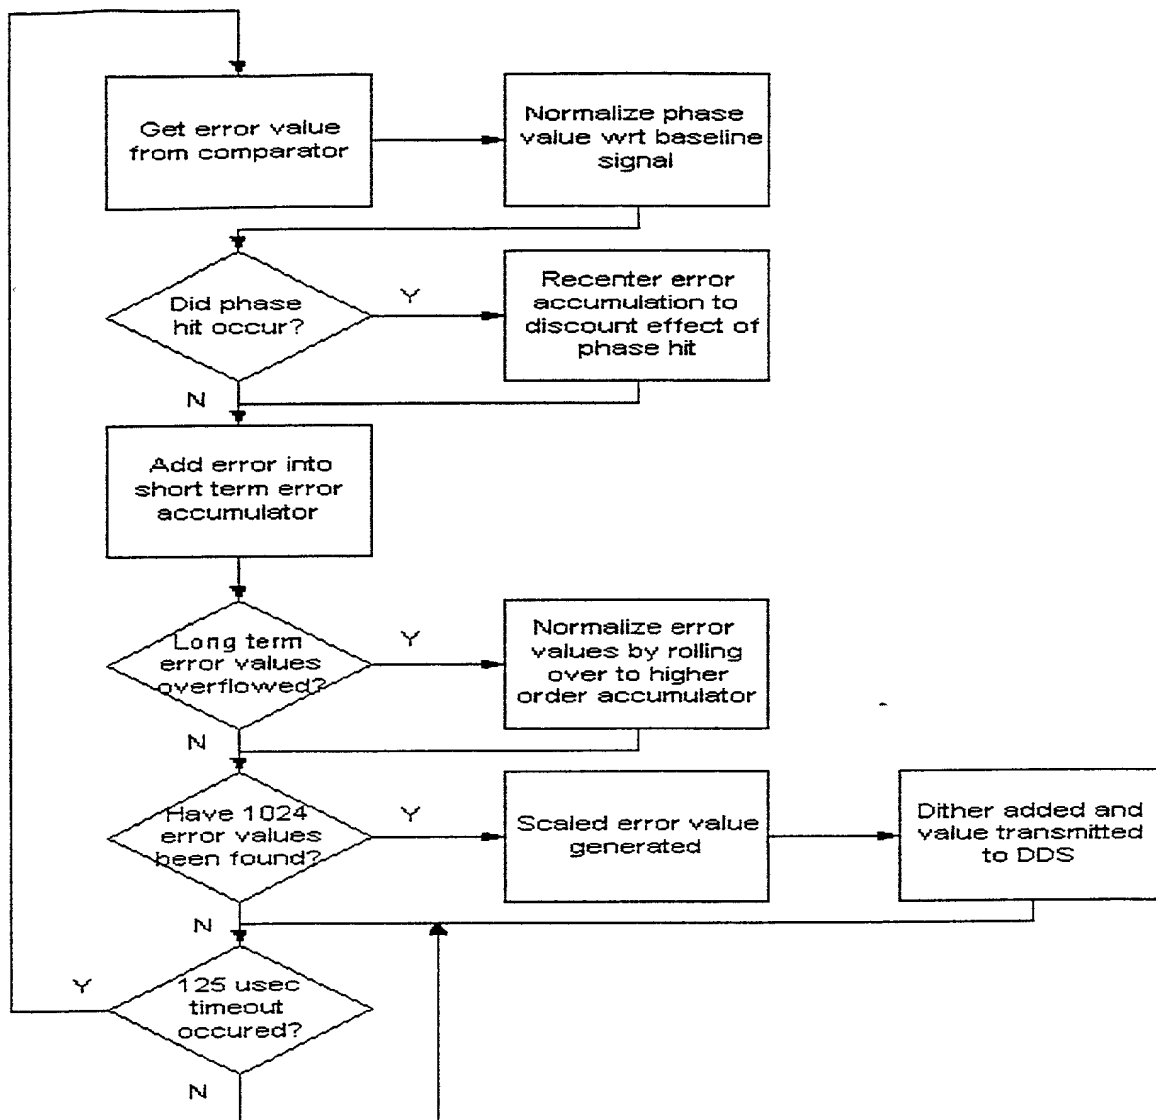 Get error value
from comparator
Normalize phase
value wrt baseline
signal
Did phase
hit occur?
Y
Recenter error
accumulation to
discount effect of
phase hit
N
Add error into
short term error
accumulator
Long term
error values
overflowed?
Y
Normalize error
values by rolling
over to higher
order accumulator
N
Have 1024
error values
been found?
Y
Scaled error value
generated
Dither added and
value transmitted
to DDS
N
Y
125 usec
timeout
occured?
N